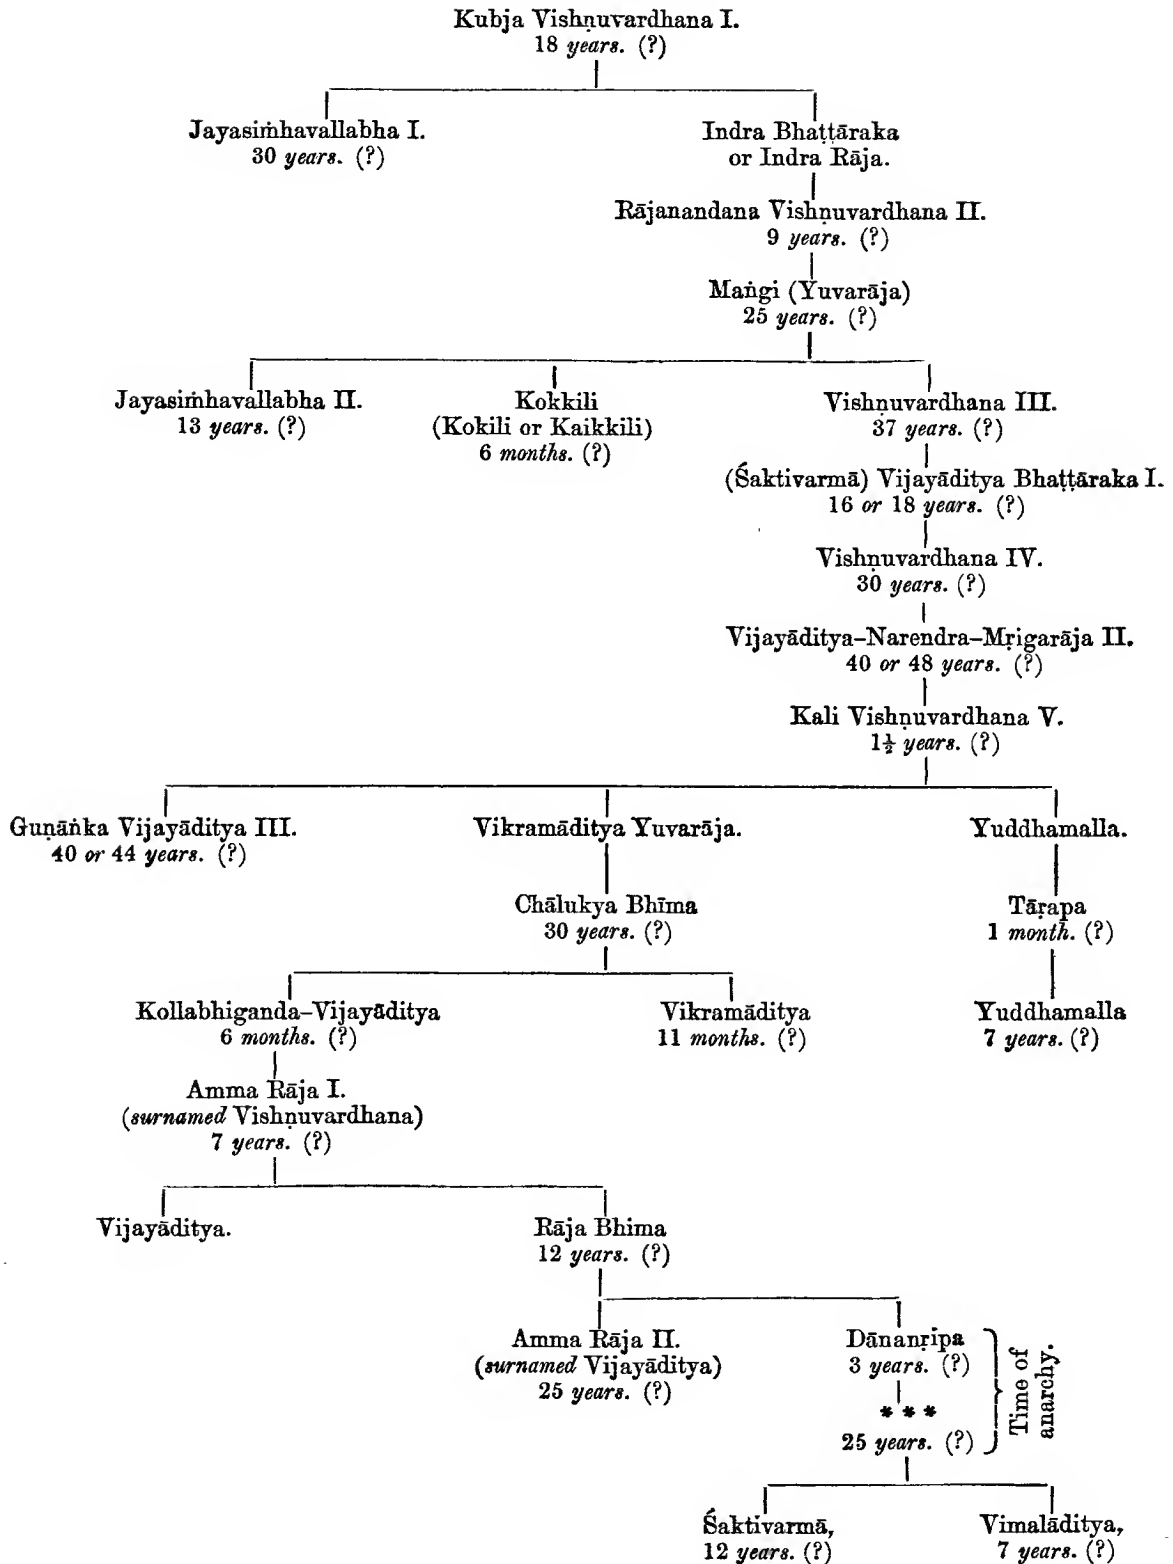 Kubja Vishṇuvardhana I.
18 years. (?)
Jayasiṁhavallabha I.
30 years. (?)
Indra Bhaṭṭāraka
or Indra Rāja.
Rājanandana Vishṇuvardhana II.
9 years. (?)
Maṅgi (Yuvarāja)
25 years. (?)
Jayasiṁhavallabha II.
13 years. (?)
Kokkili
(Kokili or Kaikkili)
6 months. (?)
Vishṇuvardhana III.
37 years. (?)
(Śaktivarmā) Vijayāditya Bhaṭṭāraka I.
16 or 18 years. (?)
Vishṇuvardhana IV.
30 years. (?)
Vijayāditya–Narendra–Mṛigarāja II.
40 or 48 years. (?)
Kali Vishṇuvardhana V.
1½ years. (?)
Guṇāṅka Vijayāditya III.
40 or 44 years. (?)
Vikramāditya Yuvarāja.
Yuddhamalla.
Chālukya Bhīma
30 years. (?)
Tāṛapa
1 month. (?)
Kollabhiganda–Vijayāditya
6 months. (?)
Vikramāditya
11 months. (?)
Yuddhamalla
7 years. (?)
Amma Rāja I.
(surnamed Vishṇuvardhana)
7 years. (?)
Vijayāditya.
Rāja Bhima
12 years. (?)
Amma Rāja II.
(surnamed Vijayāditya)
25 years. (?)
Dānanṛipa
3 years. (?)
* * *
25 years. (?)
Time of
anarchy.
Śaktivarmā,
12 years. (?)
Vimalāditya,
7 years. (?)